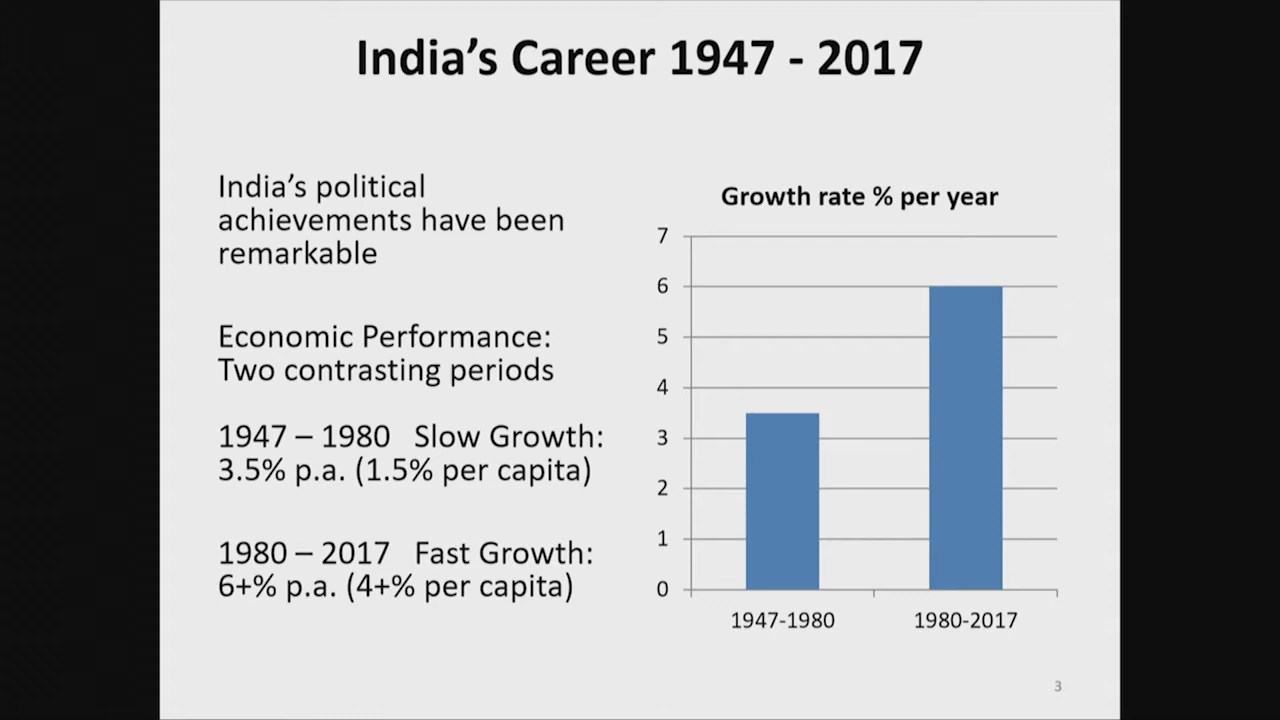 India’s Career 1947 - 2017
India’s political
achievements have been
remarkable
Economic Performance:
Two contrasting periods
1947 – 1980 Slow Growth:
3.5% p.a. (1.5% per capita)
1980 – 2017 Fast Growth:
6+% p.a. (4+% per capita)
Growth rate % per year
7
6
5
4
3
2
1
0
1947-1980 1980-2017
3